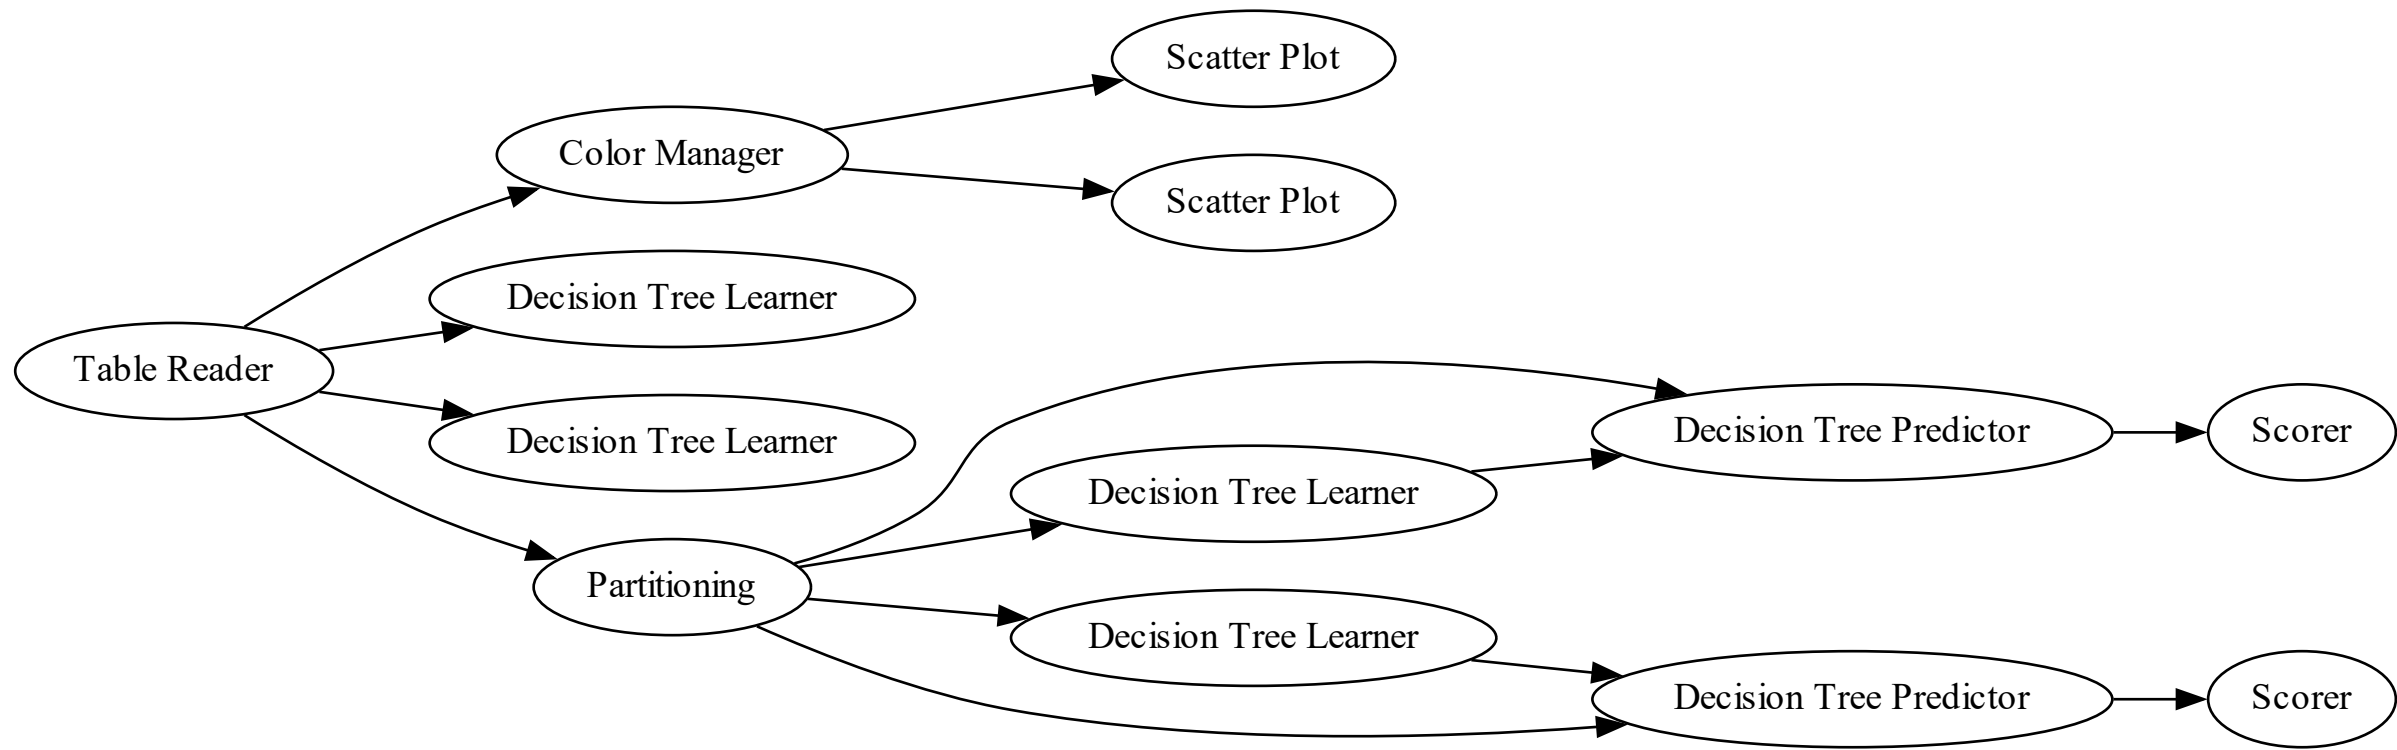 Scatter Plot
Color Manager
Scatter Plot
Decision Tree Learner
Table Reader
Decision Tree Learner
Decision Tree Predictor
Scorer
Decision Tree Learner
Partitioning
Decision Tree Learner
Decision Tree Predictor
Scorer